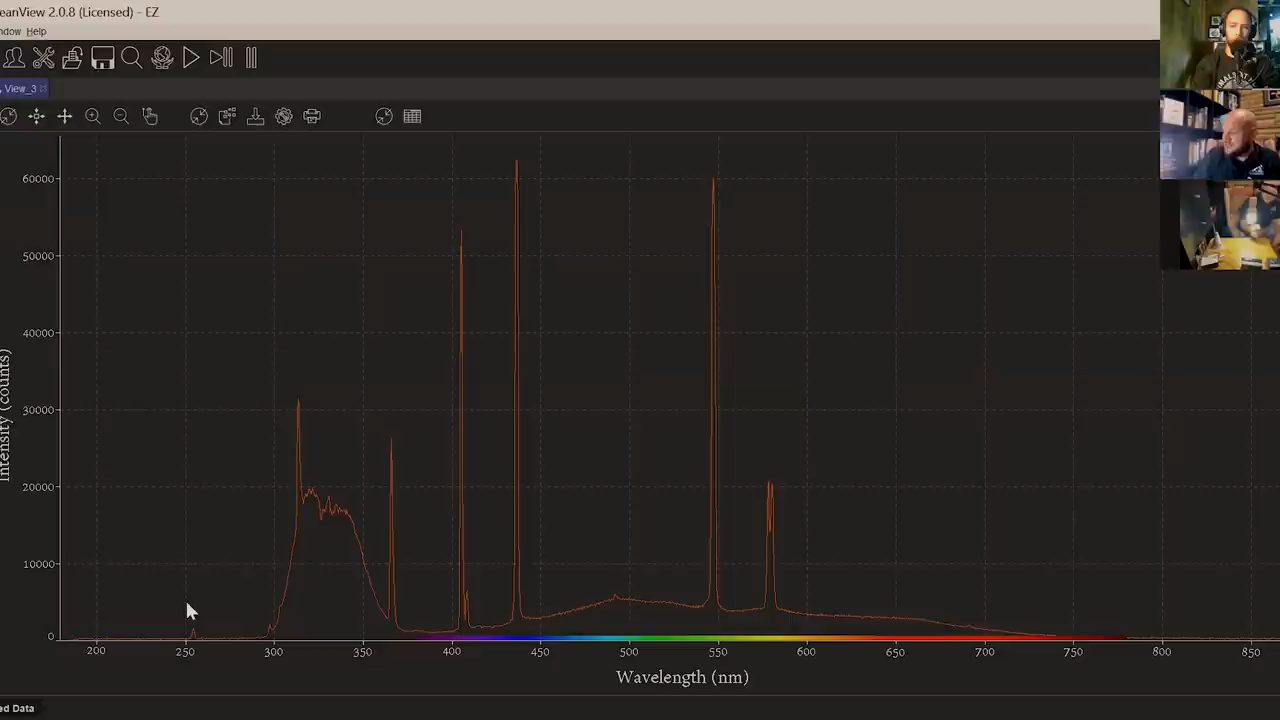 eanView 2.0.8 (Licensed) - EZ
ndow Help
View_3
60000
50000
40000
30000
20000
10000
0
Intensity (counts)
200 250 300 350 400 450 500 550 600 650 700 750 800 850
Wavelength (nm)
ed Data